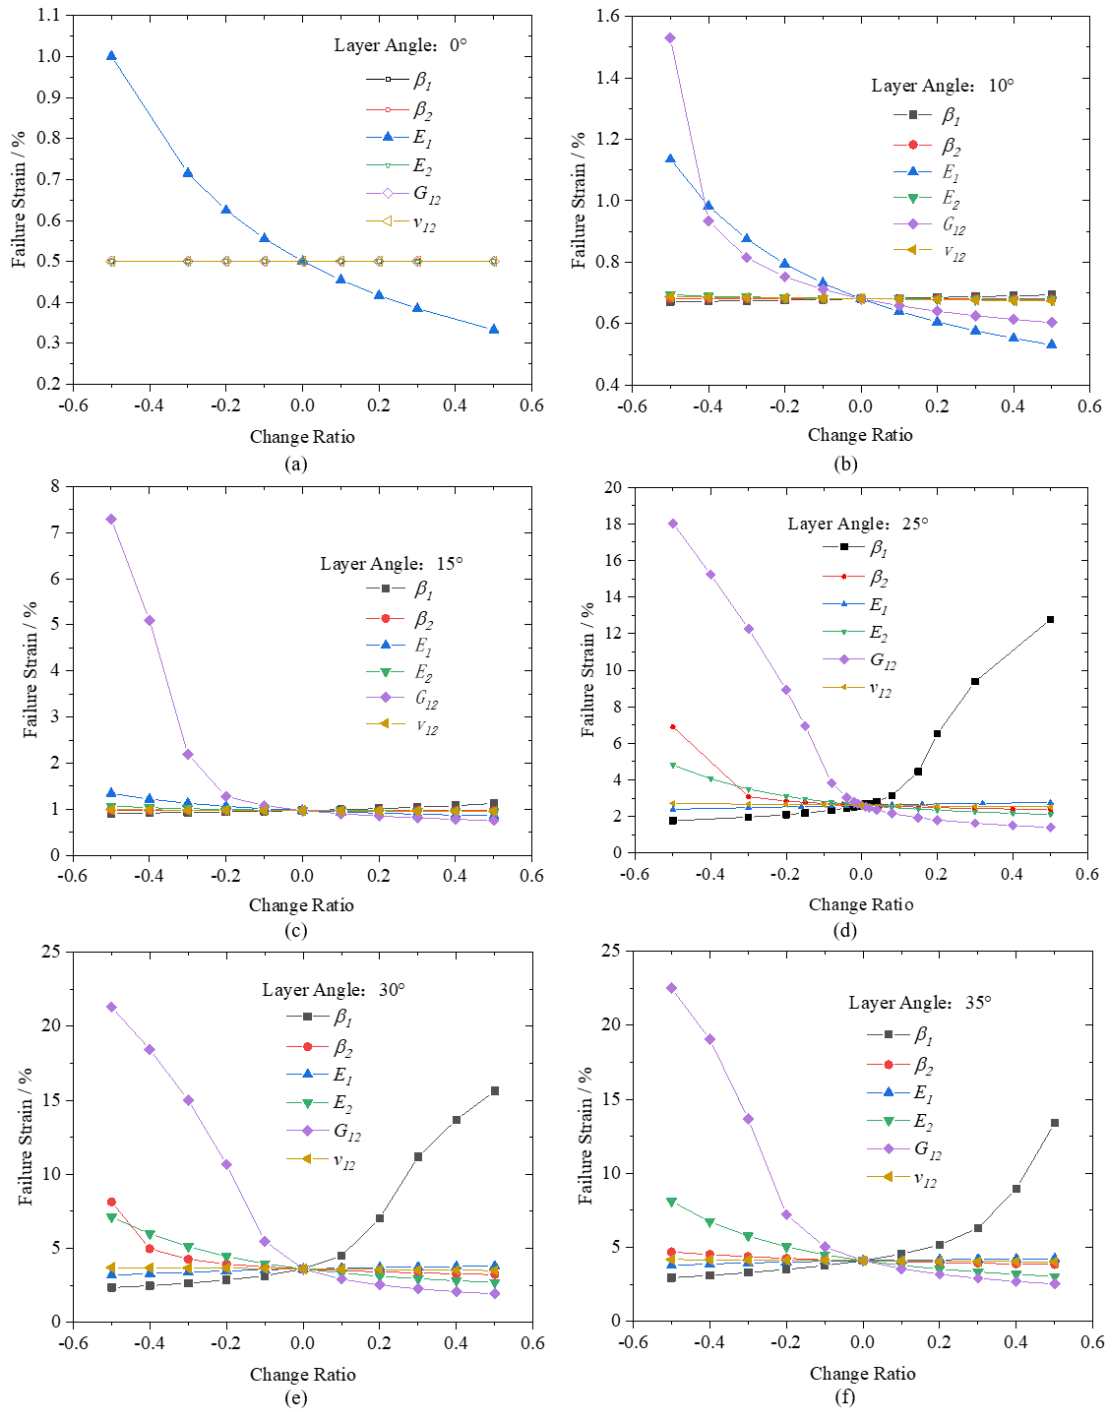 1.1
1.0
0.9
0.8
0.7
0.6
0.5
0.4
0.3
0.2
Failure Strain / %
Layer Angle: 0°
β1
β2
E1
E2
G12
v12
-0.6 -0.4 -0.2 0.0 0.2 0.4 0.6
Change Ratio
(a)
1.6
1.4
1.2
1.0
0.8
0.6
0.4
Failure Strain / %
Layer Angle: 10°
β1
β2
E1
E2
G12
v12
-0.6 -0.4 -0.2 0.0 0.2 0.4 0.6
Change Ratio
(b)
8
7
6
5
4
3
2
1
0
Failure Strain / %
Layer Angle: 15°
β1
β2
E1
E2
G12
v12
-0.6 -0.4 -0.2 0.0 0.2 0.4 0.6
Change Ratio
(c)
20
18
16
14
12
10
8
6
4
2
0
Failure Strain / %
Layer Angle: 25°
β1
β2
E1
E2
G12
v12
-0.6 -0.4 -0.2 0.0 0.2 0.4 0.6
Change Ratio
(d)
25
20
15
10
5
0
Failure Strain / %
Layer Angle: 30°
β1
β2
E1
E2
G12
v12
-0.6 -0.4 -0.2 0.0 0.2 0.4 0.6
Change Ratio
(e)
25
20
15
10
5
0
Failure Strain / %
Layer Angle: 35°
β1
β2
E1
E2
G12
v12
-0.6 -0.4 -0.2 0.0 0.2 0.4 0.6
Change Ratio
(f)